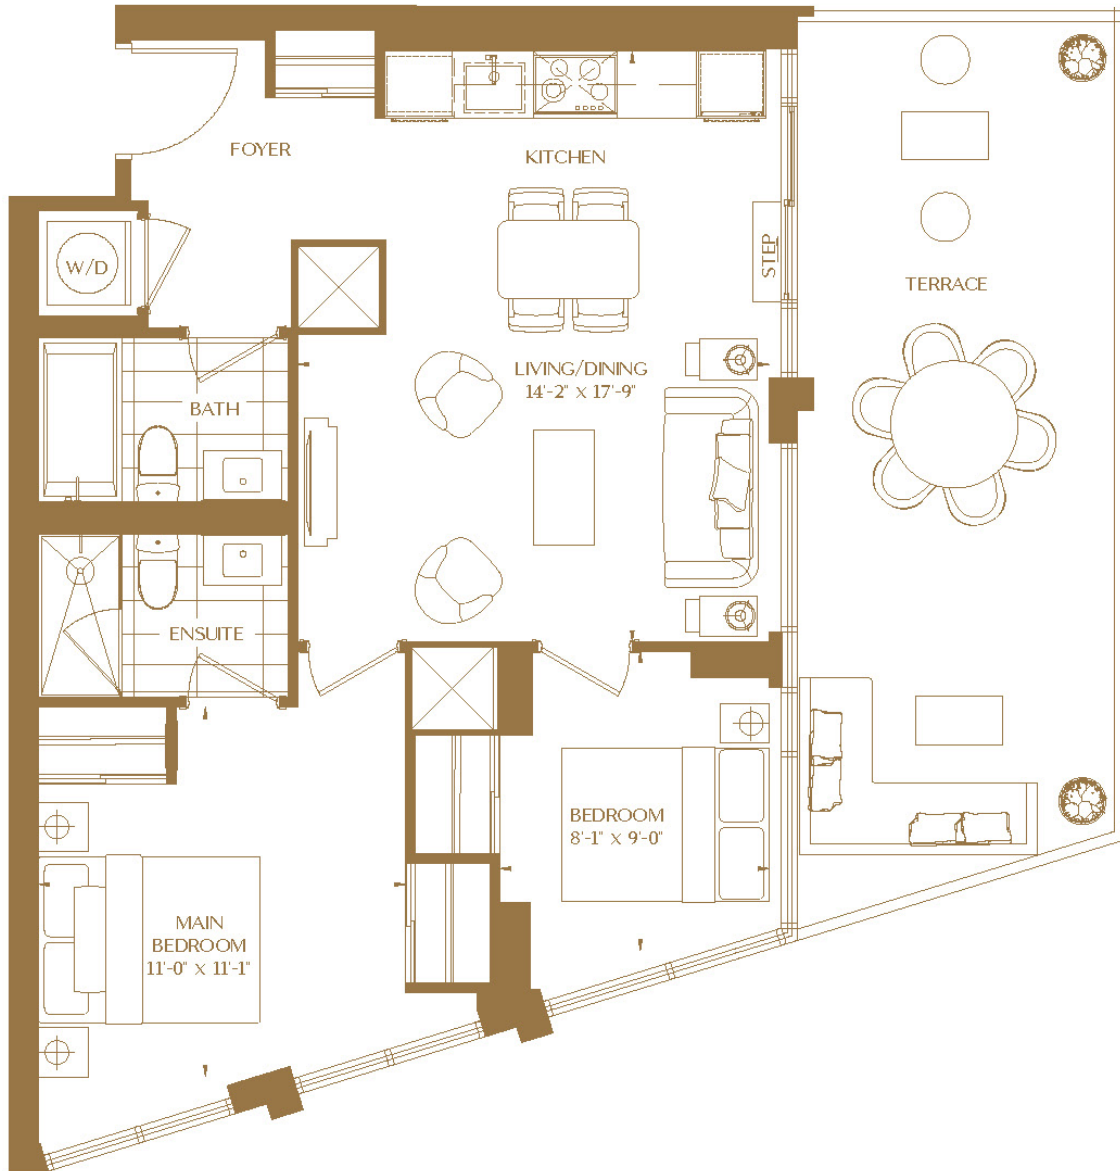 FOYER
KITCHEN
W/D
STEP
TERRACE
LIVING/DINING
14'-2" X 17'-9"
BATH
ENSUITE
BEDROOM
8'-1" X 9'-0"
MAIN
BEDROOM
11'-0" X 11'-1"